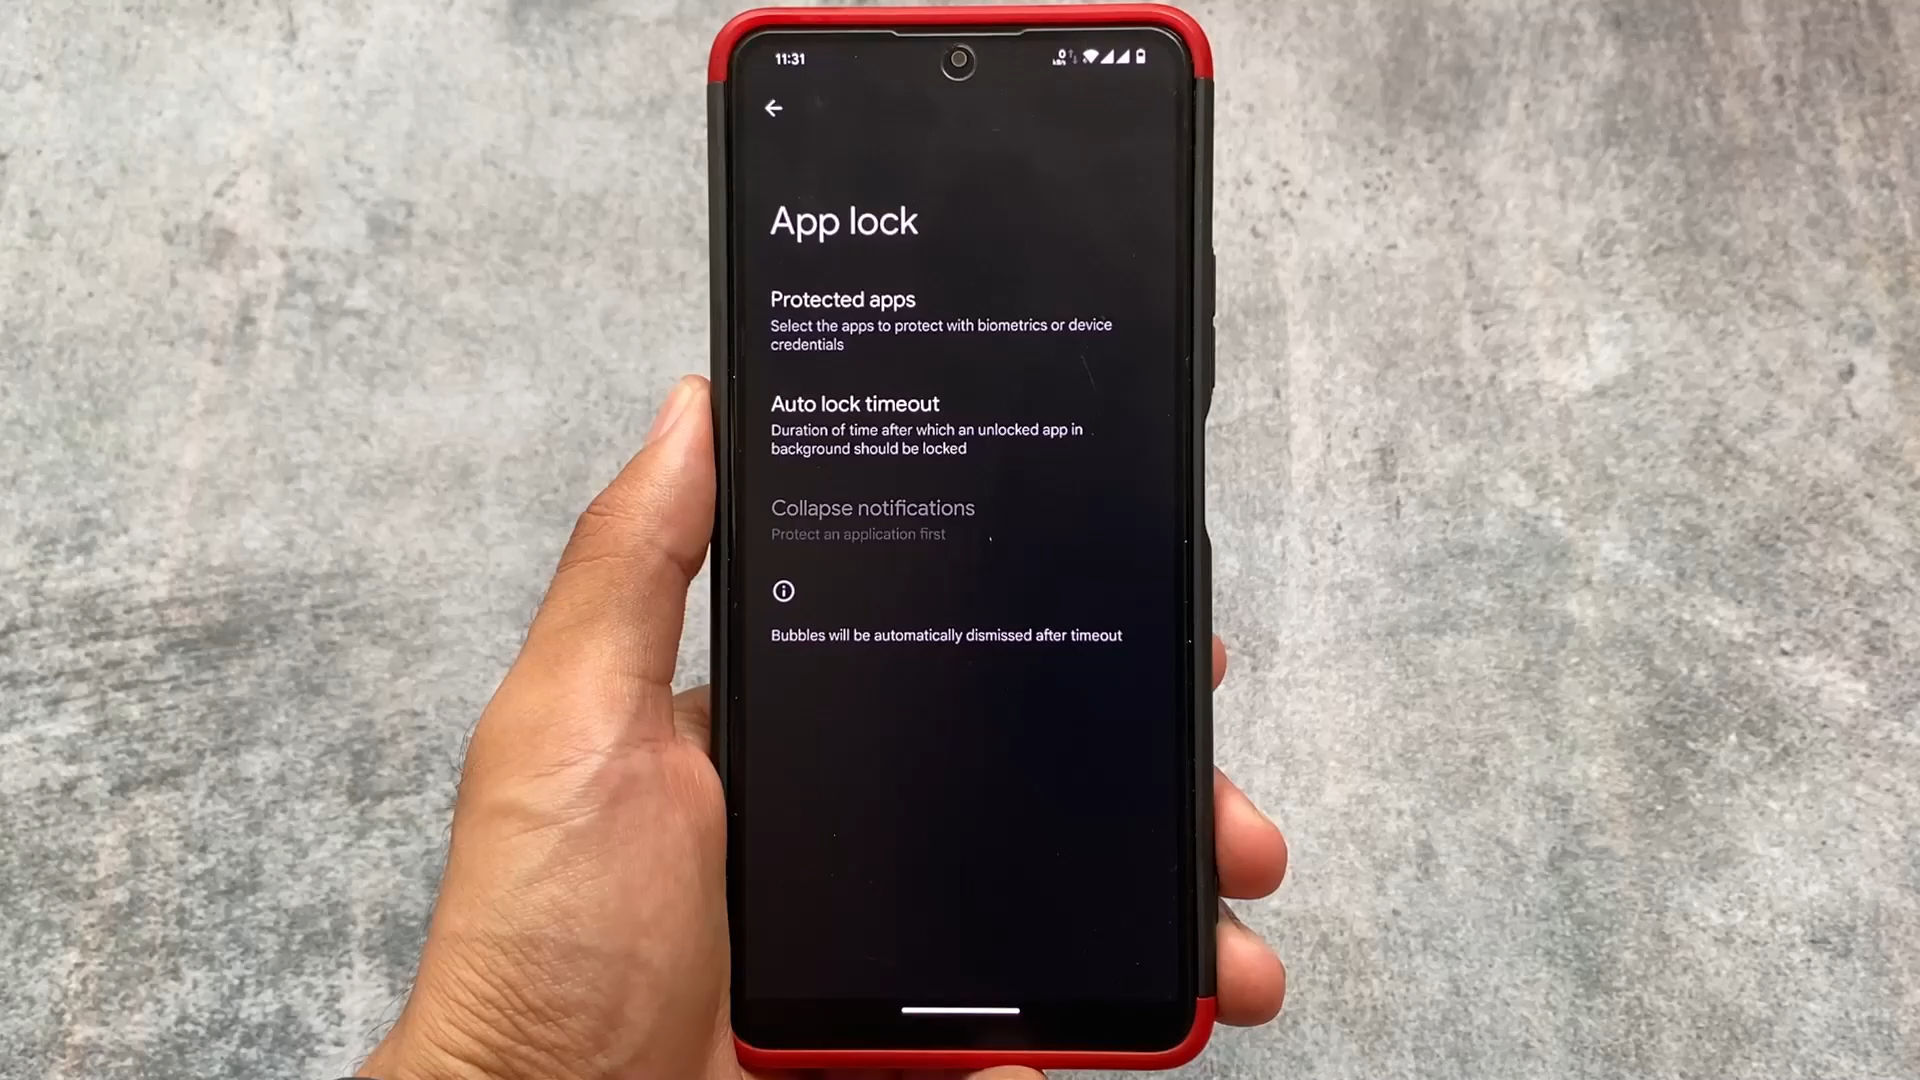 11:31
0
App lock
Protected apps
Select the apps to protect with biometrics or device
credentials
Auto lock timeout
Duration of time after which an unlocked app in
background should be locked
Collapse notifications
Protect an application first
Bubbles will be automatically dismissed after timeout